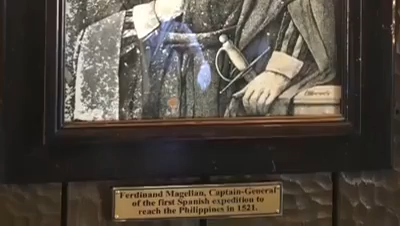 Ferdinand Magellan, Captain-General
of the first Spanish expedition to
reach the Philippines in 1521.